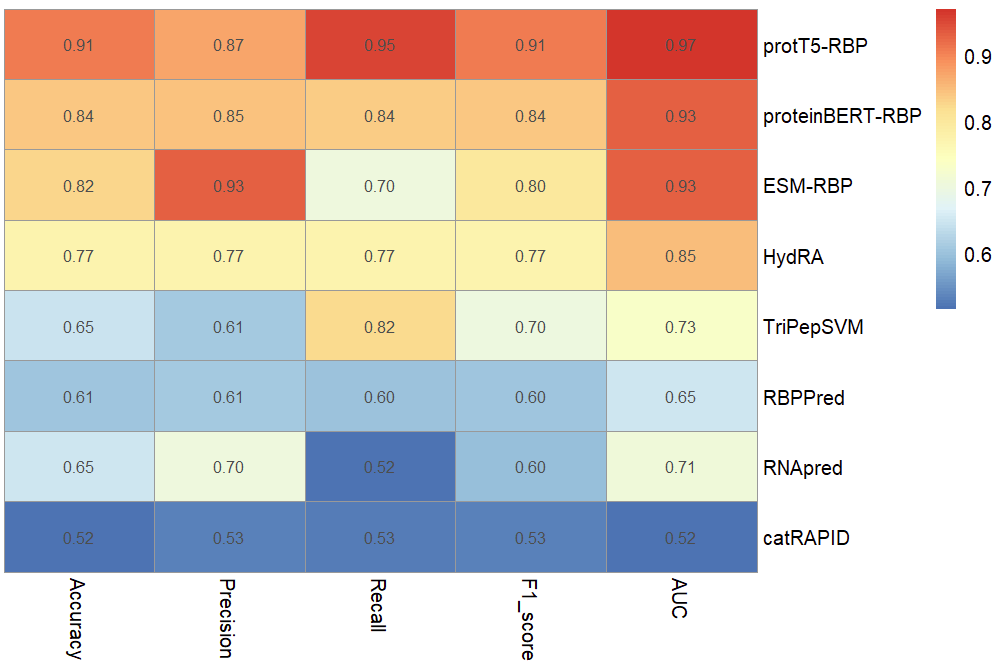 0.91 0.87 0.95 0.91 0.97 protT5-RBP
0.84 0.85 0.84 0.84 0.93 proteinBERT-RBP
0.82 0.93 0.70 0.80 0.93 ESM-RBP
0.77 0.77 0.77 0.77 0.85 HydRA
0.65 0.61 0.82 0.70 0.73 TriPepSVM
0.61 0.61 0.60 0.60 0.65 RBPPred
0.65 0.70 0.52 0.60 0.71 RNApred
0.52 0.53 0.53 0.53 0.52 catRAPID
Accuracy Precision Recall F1_score AUC
0.9
0.8
0.7
0.6